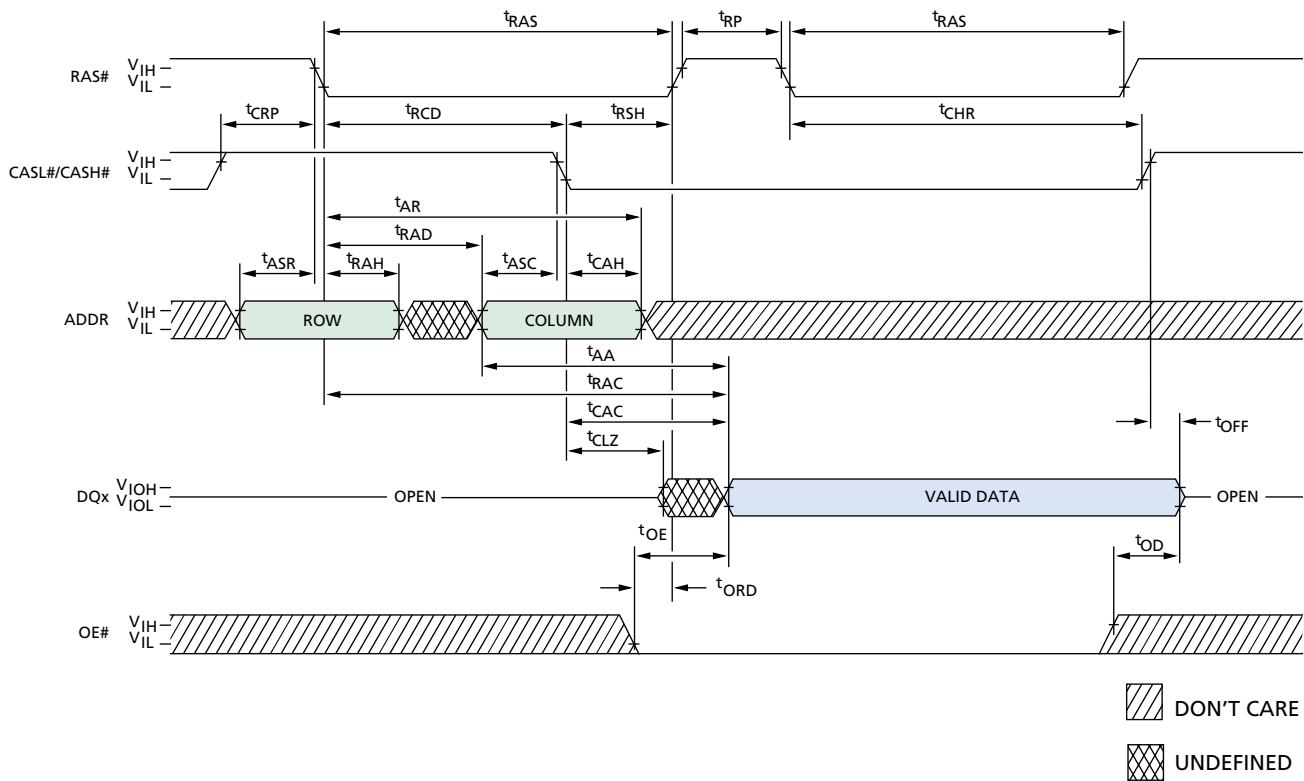 tRAS tRP tRAS
RAS# VIH VIL
tCRP tRCD tRSH tCHR
CASL#/CASH# VIH VIL
tAR
tRAD
tASR tRAH tASC tCAH
ADDR VIH VIL ROW COLUMN
tAA
tRAC
tCAC tOFF
tCLZ
DQx VIOH VIOL OPEN VALID DATA OPEN
tOE tOD
tORD
OE# VIH VIL
DON'T CARE
UNDEFINED